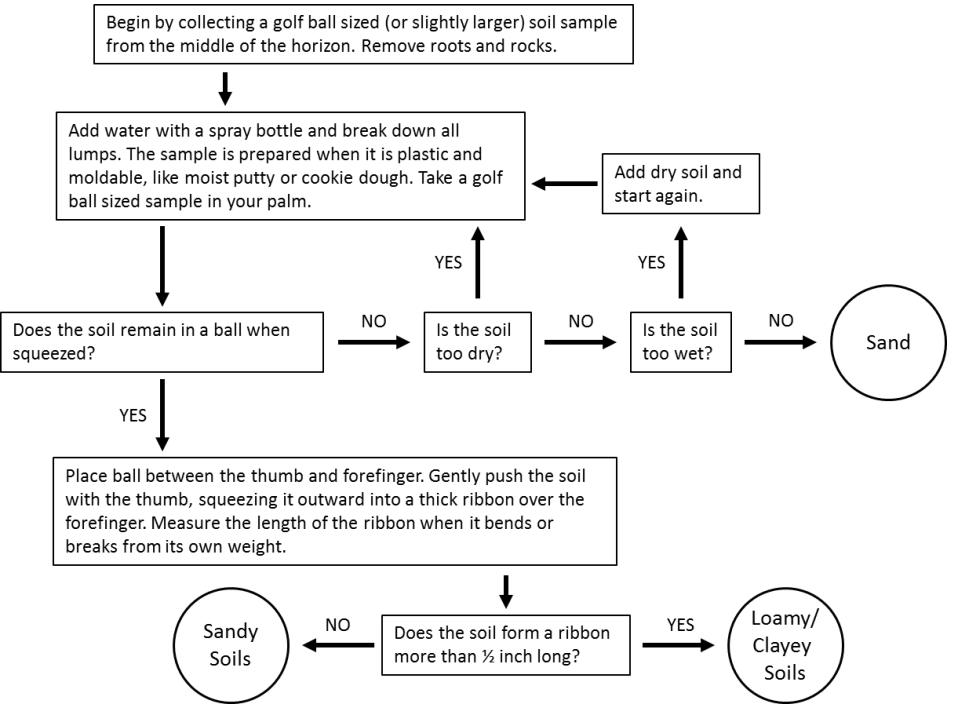 Begin by collecting a golf ball sized (or slightly larger) soil sample
from the middle of the horizon. Remove roots and rocks.
Add water with a spray bottle and break down all
lumps. The sample is prepared when it is plastic and
moldable, like moist putty or cookie dough. Take a golf
ball sized sample in your palm.
Add dry soil and
start again.
YES
YES
Does the soil remain in a ball when
squeezed?
NO
Is the soil
too dry?
NO
Is the soil
too wet?
NO
Sand
YES
Place ball between the thumb and forefinger. Gently push the soil
with the thumb, squeezing it outward into a thick ribbon over the
forefinger. Measure the length of the ribbon when it bends or
breaks from its own weight.
Sandy
Soils
NO
Does the soil form a ribbon
more than ½ inch long?
YES
Loamy/
Clayey
Soils